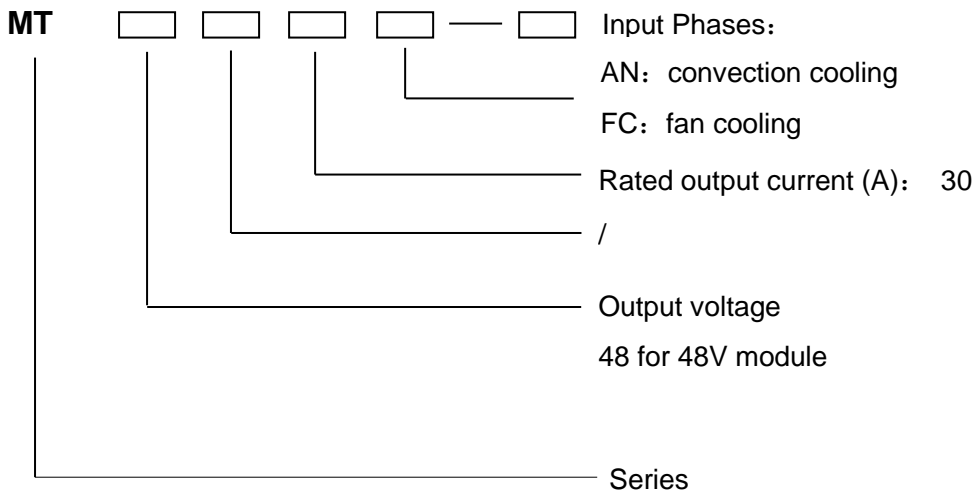 MT Input Phases：
AN：convection cooling
FC：fan cooling
Rated output current (A)： 30
/
Output voltage
48 for 48V module
Series